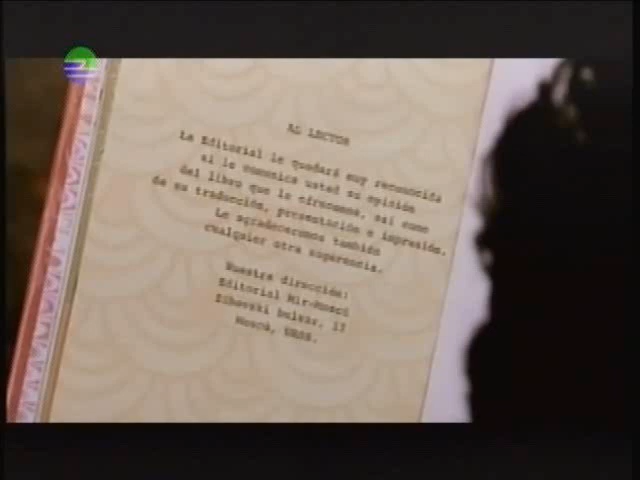 AL LECTOR
La Editorial le quedará muy reconocida
si le comunica usted su opinión
del libro que le ofrecemos, así como
de su traducción, presentación e impresión.
Le agradeceremos también
cualquier otra sugerencia.
Nuestra dirección:
Editorial Mir-Moscú
Zibovski bulvar, 17
Moscú, URSS.